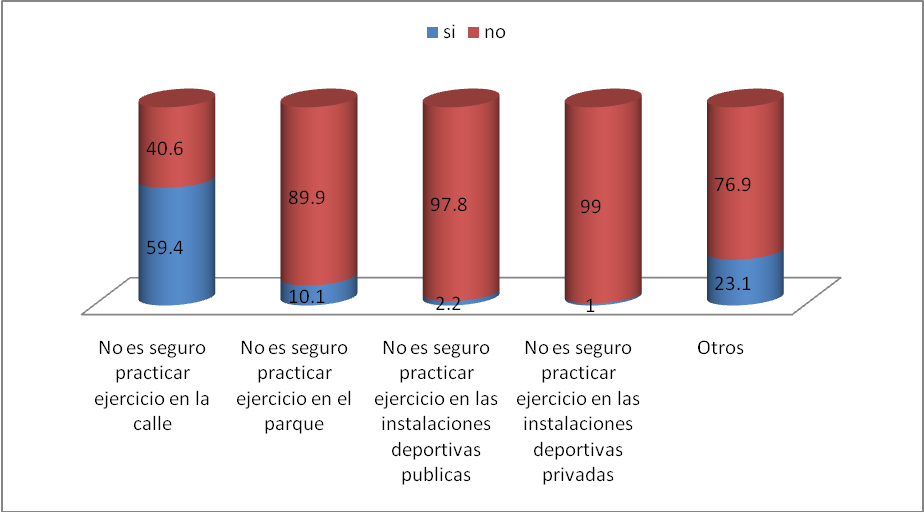 si no
40.6
59.4
89.9
10.1
97.8
2.2
99
1
76.9
23.1
No es seguro
practicar
ejercicio en la
calle
No es seguro
practicar
ejercicio en el
parque
No es seguro
practicar
ejercicio en las
instalaciones
deportivas
publicas
No es seguro
practicar
ejercicio en las
instalaciones
deportivas
privadas
Otros